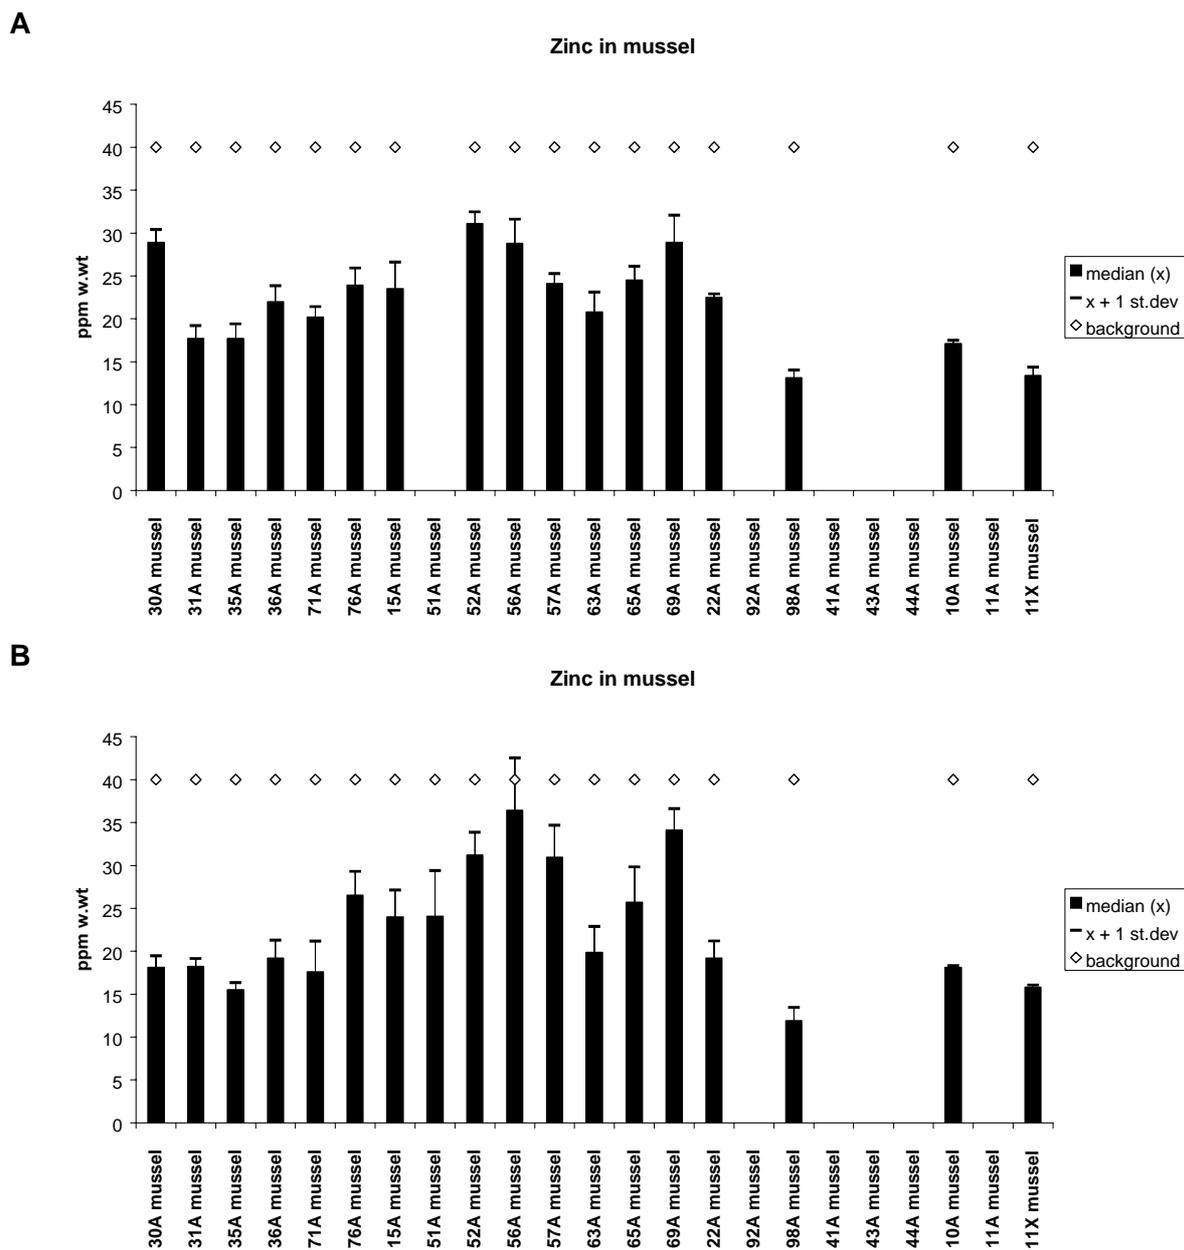 A
Zinc in mussel
45
40
35
30
25
20
15
10
5
0
ppm w.wt
30A mussel
31A mussel
35A mussel
36A mussel
71A mussel
76A mussel
15A mussel
51A mussel
52A mussel
56A mussel
57A mussel
63A mussel
65A mussel
69A mussel
22A mussel
92A mussel
98A mussel
41A mussel
43A mussel
44A mussel
10A mussel
11A mussel
11X mussel
median (x)
x + 1 st.dev
background
B
Zinc in mussel
45
40
35
30
25
20
15
10
5
0
ppm w.wt
30A mussel
31A mussel
35A mussel
36A mussel
71A mussel
76A mussel
15A mussel
51A mussel
52A mussel
56A mussel
57A mussel
63A mussel
65A mussel
69A mussel
22A mussel
92A mussel
98A mussel
41A mussel
43A mussel
44A mussel
10A mussel
11A mussel
11X mussel
median (x)
x + 1 st.dev
background